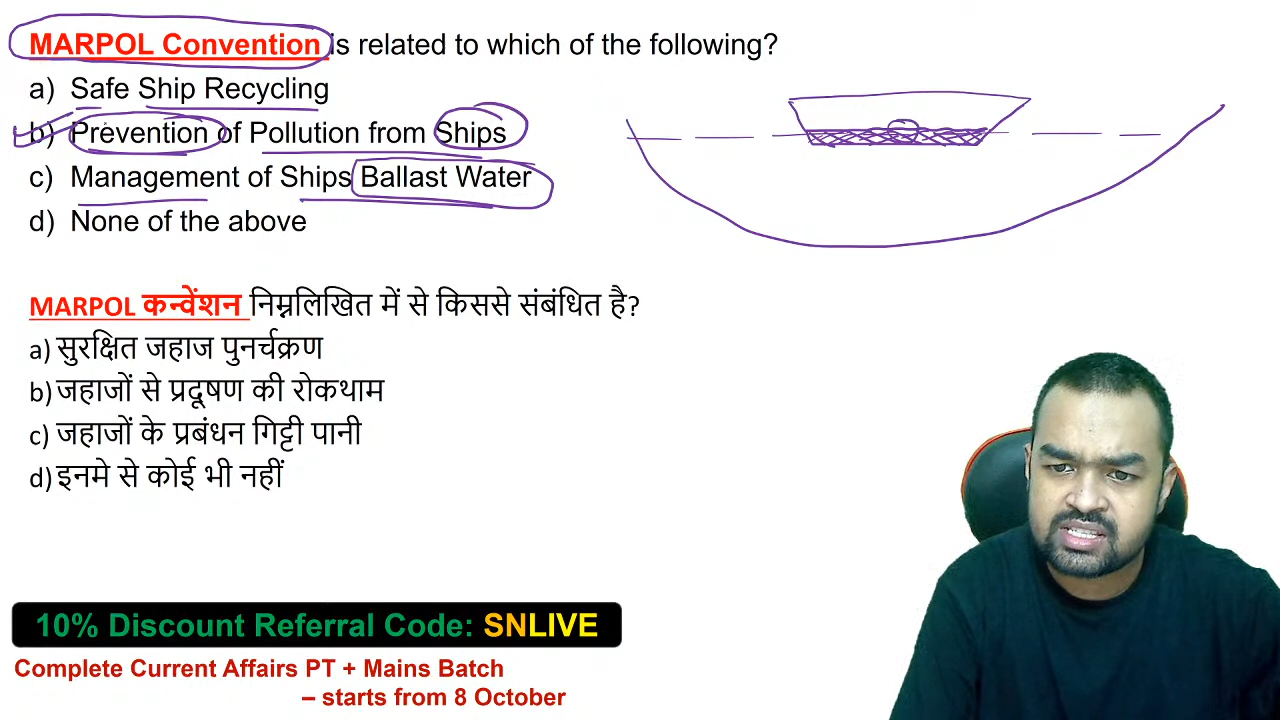 MARPOL Convention is related to which of the following?
a) Safe Ship Recycling
b) Prevention of Pollution from Ships
c) Management of Ships Ballast Water
d) None of the above
MARPOL कन्वेंशन निम्नलिखित में से किससे संबंधित है?
a) सुरक्षित जहाज पुनर्चक्रण
b) जहाजों से प्रदूषण की रोकथाम
c) जहाजों के प्रबंधन गिट्टी पानी
d) इनमे से कोई भी नहीं
10% Discount Referral Code: SNLIVE
Complete Current Affairs PT + Mains Batch
– starts from 8 October